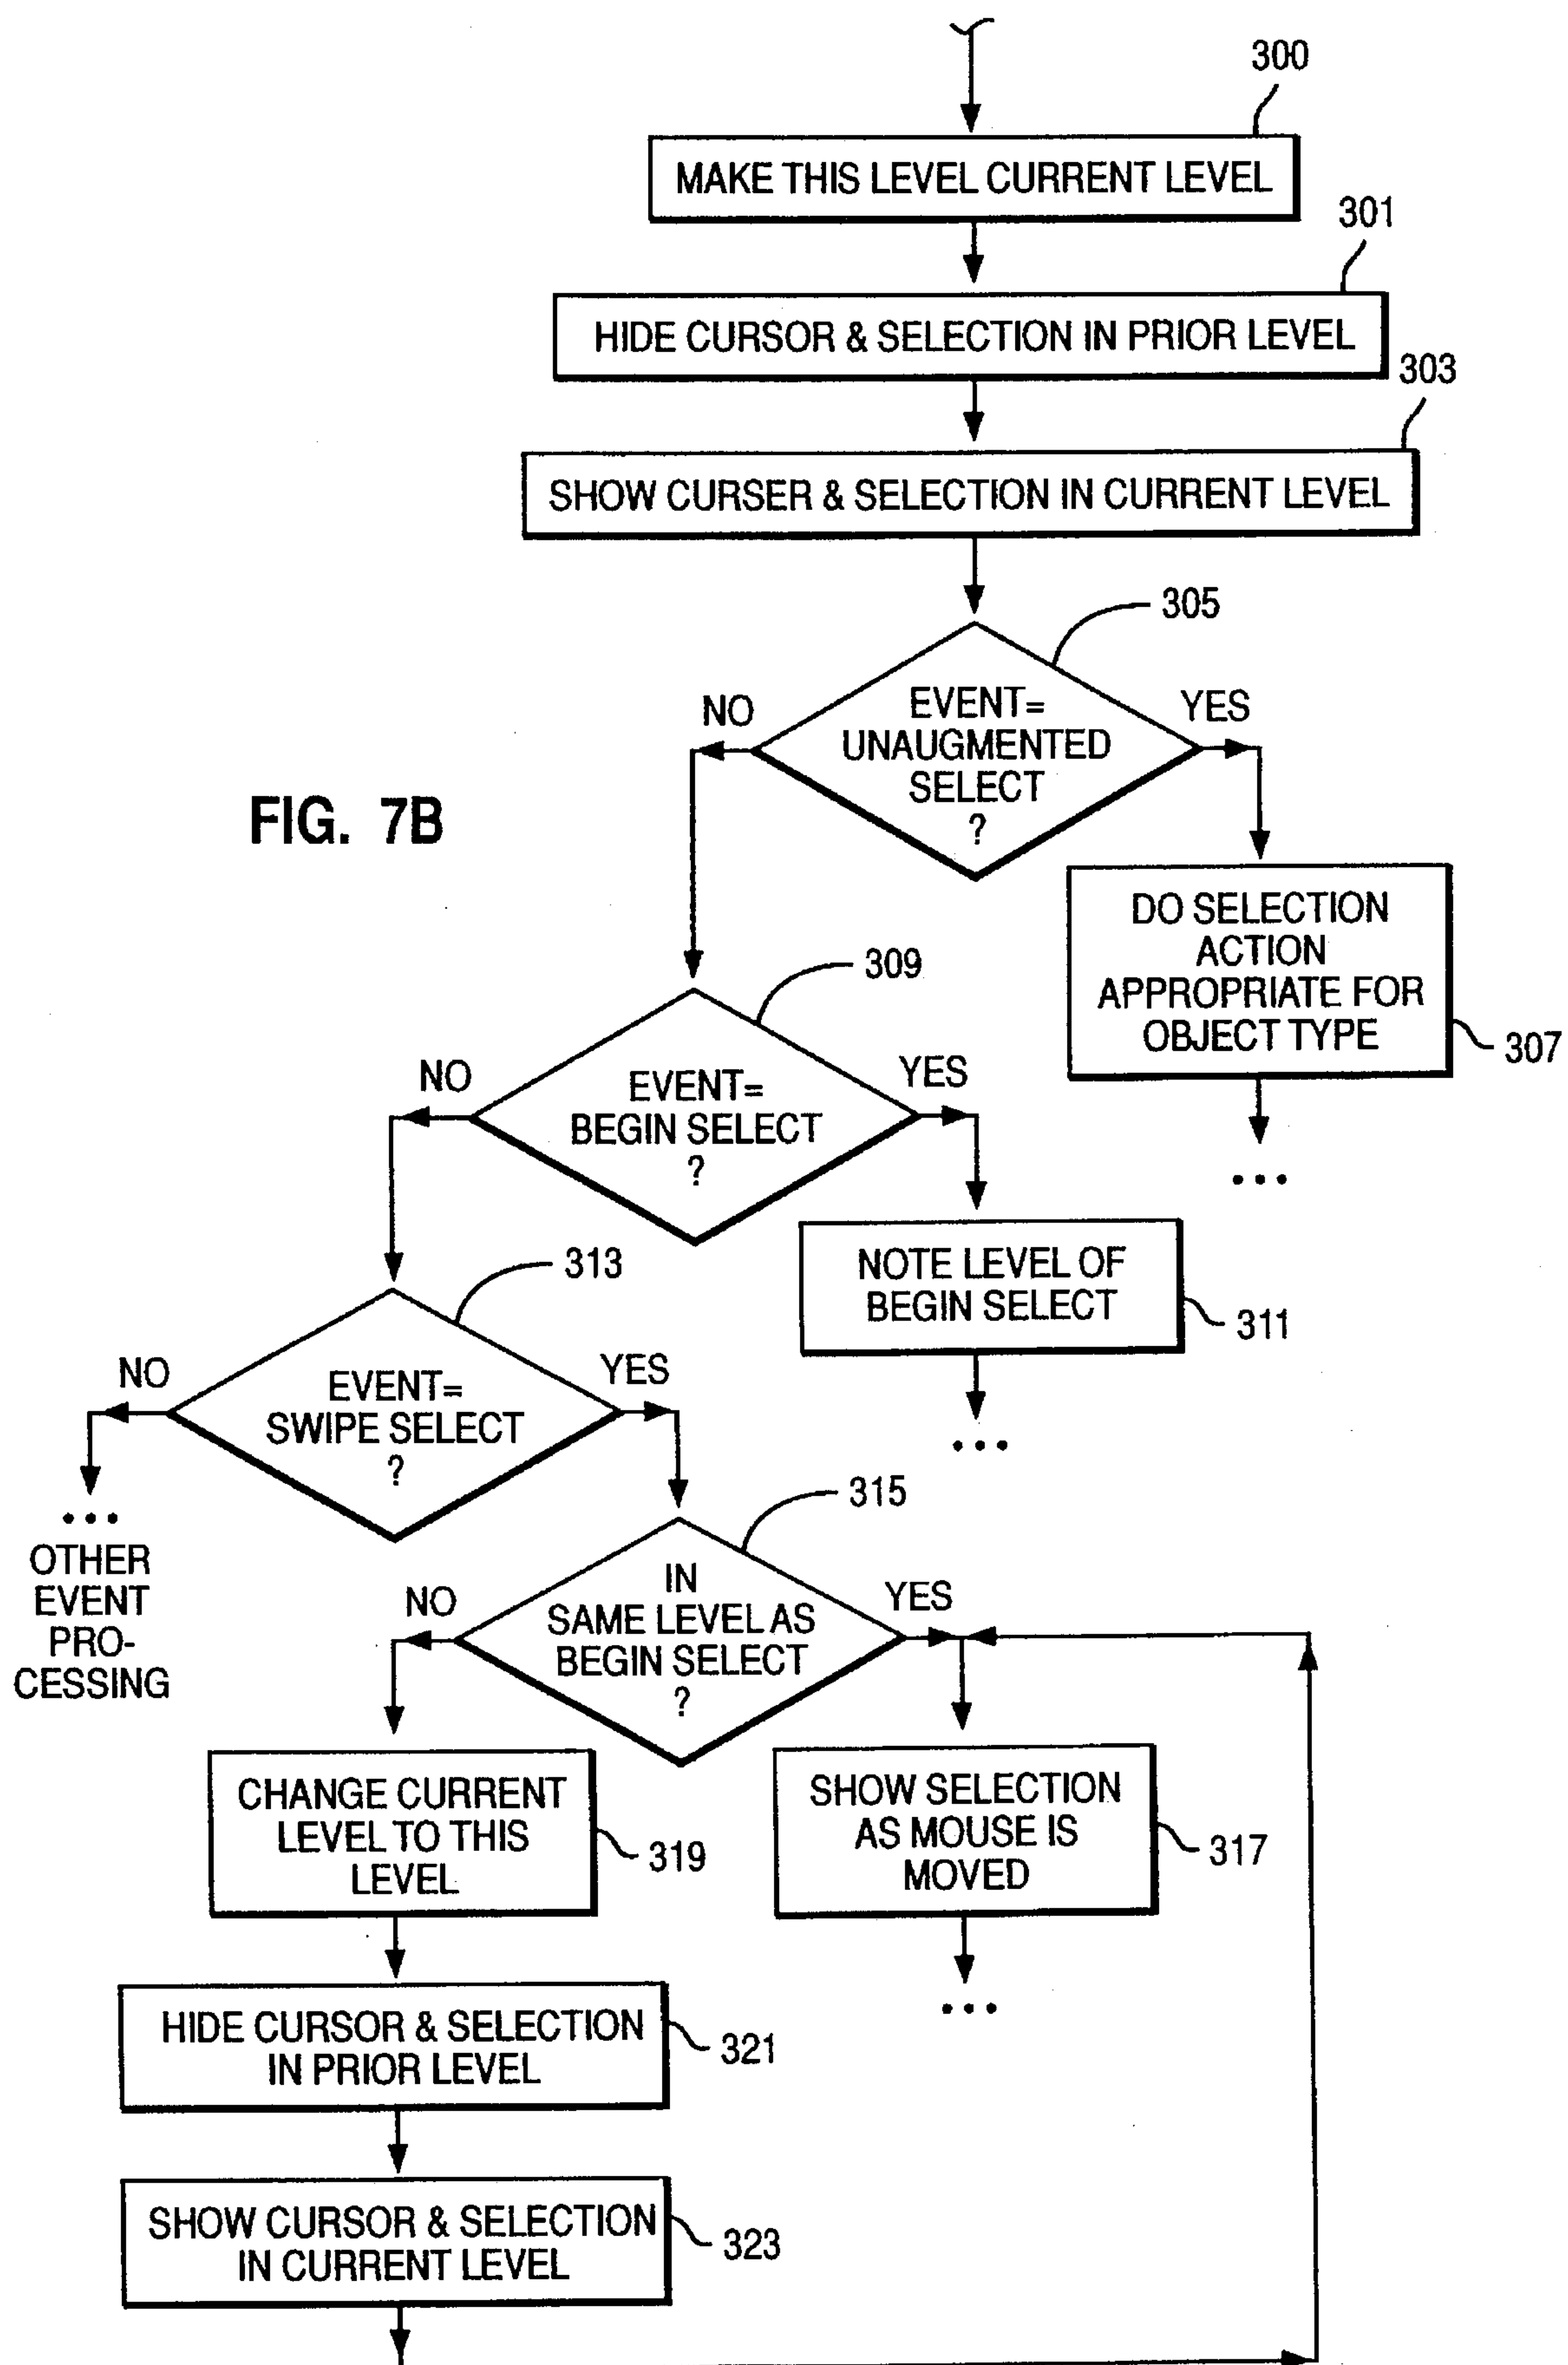 300
MAKE THIS LEVEL CURRENT LEVEL
301
HIDE CURSOR & SELECTION IN PRIOR LEVEL
303
SHOW CURSER & SELECTION IN CURRENT LEVEL
305
NO
EVENT=
UNAUGMENTED
SELECT
?
YES
FIG. 7B
DO SELECTION
ACTION
APPROPRIATE FOR
OBJECT TYPE
307
...
309
NO
EVENT=
BEGIN SELECT
?
YES
NOTE LEVEL OF
BEGIN SELECT
311
...
313
NO
EVENT=
SWIPE SELECT
?
YES
...
OTHER
EVENT
PRO-
CESSING
315
NO
IN
SAME LEVEL AS
BEGIN SELECT
?
YES
CHANGE CURRENT
LEVEL TO THIS
LEVEL
319
SHOW SELECTION
AS MOUSE IS
MOVED
317
...
HIDE CURSOR & SELECTION
IN PRIOR LEVEL
321
SHOW CURSOR & SELECTION
IN CURRENT LEVEL
323